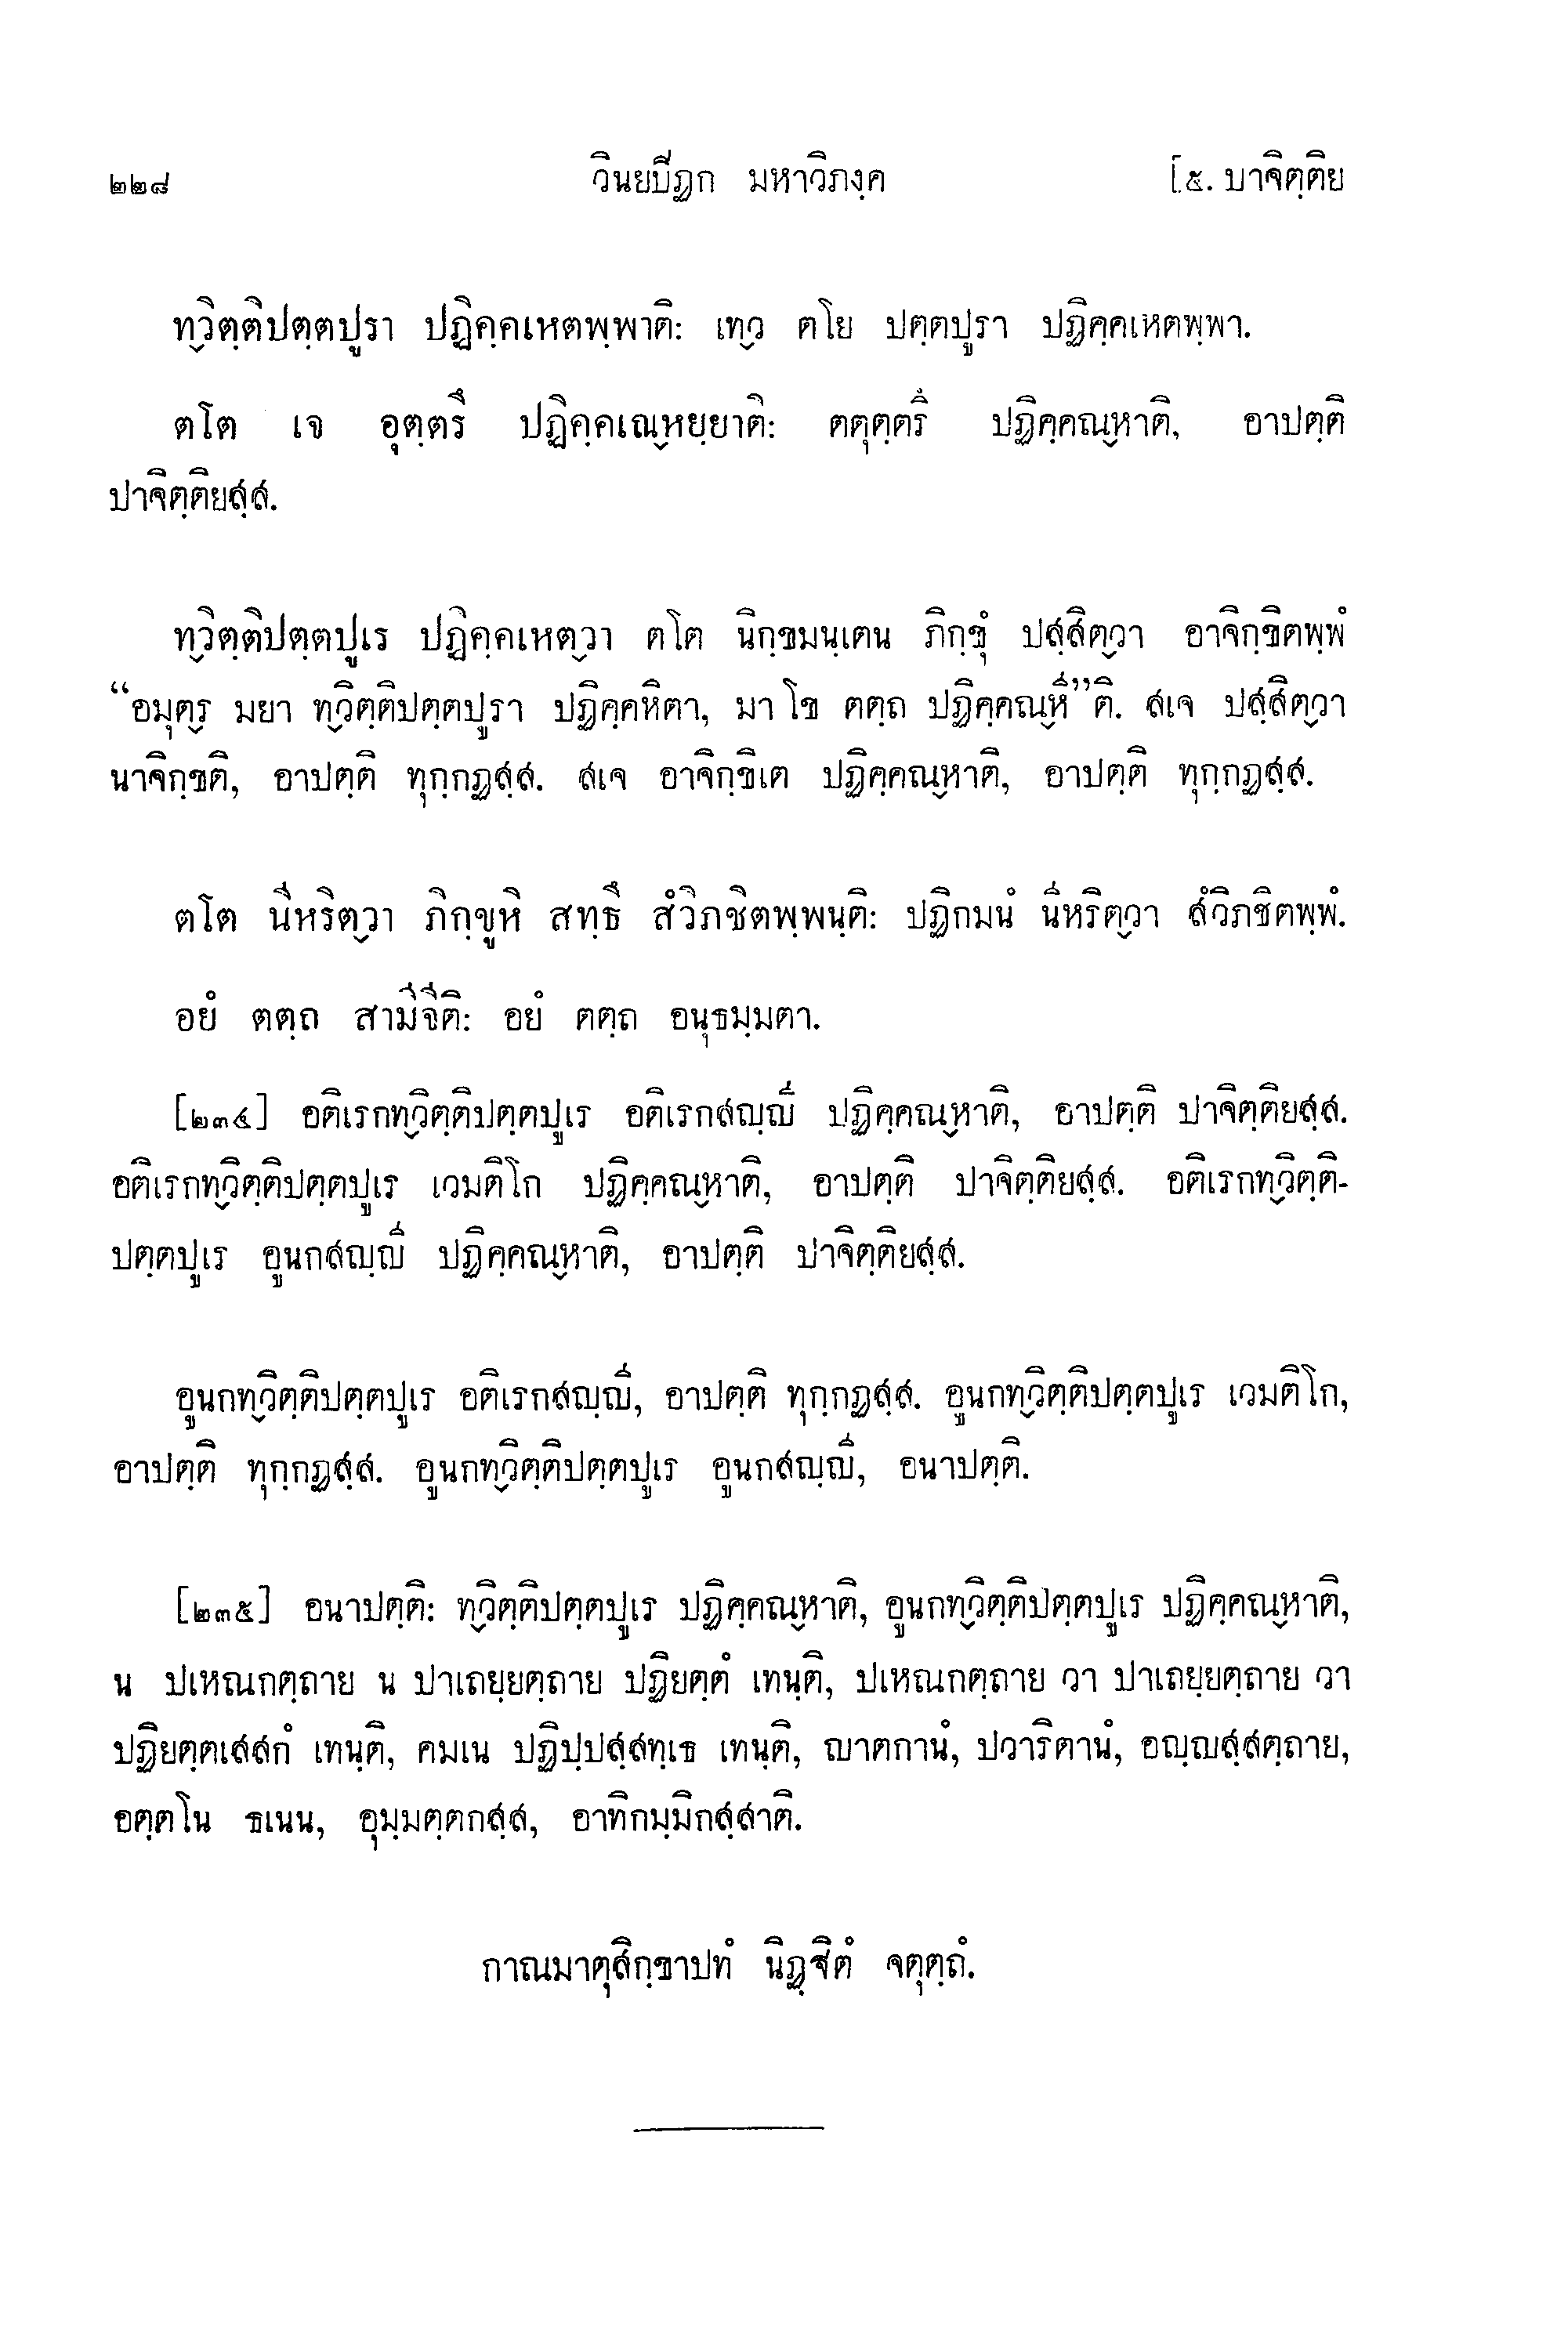 ๒๒๘ วินยปิฏก มหาวิภงฺค [๕. ปาจิตฺติย
ทฺวิตฺติปตฺตปูรา ปฏิคฺคเหตพฺพาติ: เทฺว ตโย ปตฺตปูรา ปฏิคฺคเหตพฺพา.
ตโต เจ อุตฺตรึ ปฏิคฺคเณฺหยฺยาติ: ตตุตฺตรึ ปฏิคฺคณฺหาติ, อาปตฺติ
ปาจิตฺติยสฺส.
ทฺวิตฺติปตฺตปูเร ปฏิคฺคเหตฺวา ตโต นิกฺขมนฺเตน ภิกฺขุํ ปสฺสิตฺวา อาจิกฺขิตพฺพํ
“อมุตฺร มยา ทฺวิตฺติปตฺตปูรา ปฏิคฺคหิตา, มา โข ตตฺถ ปฏิคฺคณฺหี”ติ. สเจ ปสฺสิตฺวา
นาจิกฺขติ, อาปตฺติ ทุกฺกฏสฺส. สเจ อาจิกฺขิเต ปฏิคฺคณฺหาติ, อาปตฺติ ทุกฺกฏสฺส.
ตโต นีหริตฺวา ภิกฺขูหิ สทฺธึ สํวิภชิตพฺพนฺติ: ปฏิกมนํ นีหริตฺวา สํวิภชิตพฺพํ.
อยํ ตตฺถ สามีจีติ: อยํ ตตฺถ อนุธมฺมตา.
[๒๓๔] อติเรกทฺวิตฺติปตฺตปูเร อติเรกสญฺญี ปฏิคฺคณฺหาติ, อาปตฺติ ปาจิตฺติยสฺส.
อติเรกทฺวิตฺติปตฺตปูเร เวมติโก ปฏิคฺคณฺหาติ, อาปตฺติ ปาจิตฺติยสฺส. อติเรกทฺวิตฺติ-
ปตฺตปูเร อูนกสญฺญี ปฏิคฺคณฺหาติ, อาปตฺติ ปาจิตฺติยสฺส.
อูนกทฺวิตฺติปตฺตปูเร อติเรกสญฺญี, อาปตฺติ ทุกฺกฏสฺส. อูนกทฺวิตฺติปตฺตปูเร เวมติโก,
อาปตฺติ ทุกฺกฏสฺส. อูนกทฺวิตฺติปตฺตปูเร อูนกสญฺญี, อนาปตฺติ.
[๒๓๕] อนาปตฺติ: ทฺวิตฺติปตฺตปูเร ปฏิคฺคณฺหาติ, อูนกทฺวิตฺติปตฺตปูเร ปฏิคฺคณฺหาติ,
น ปเหณกตฺถาย น ปาเถยฺยตฺถาย ปฏิยตฺตํ เทนฺติ, ปเหณกตฺถาย วา ปาเถยฺยตฺถาย วา
ปฏิยตฺตเสสกํ เทนฺติ, คมเน ปฏิปฺปสฺสทฺเธ เทนฺติ, ญาตกานํ, ปวาริตานํ, อญฺญสฺสตฺถาย,
อตฺตโน ธเนน, อุมฺมตฺตกสฺส, อาทิกมฺมิกสฺสาติ.
กาณมาตุสิกฺขาปทํ นิฏฺฐิตํ จตุตฺถํ.